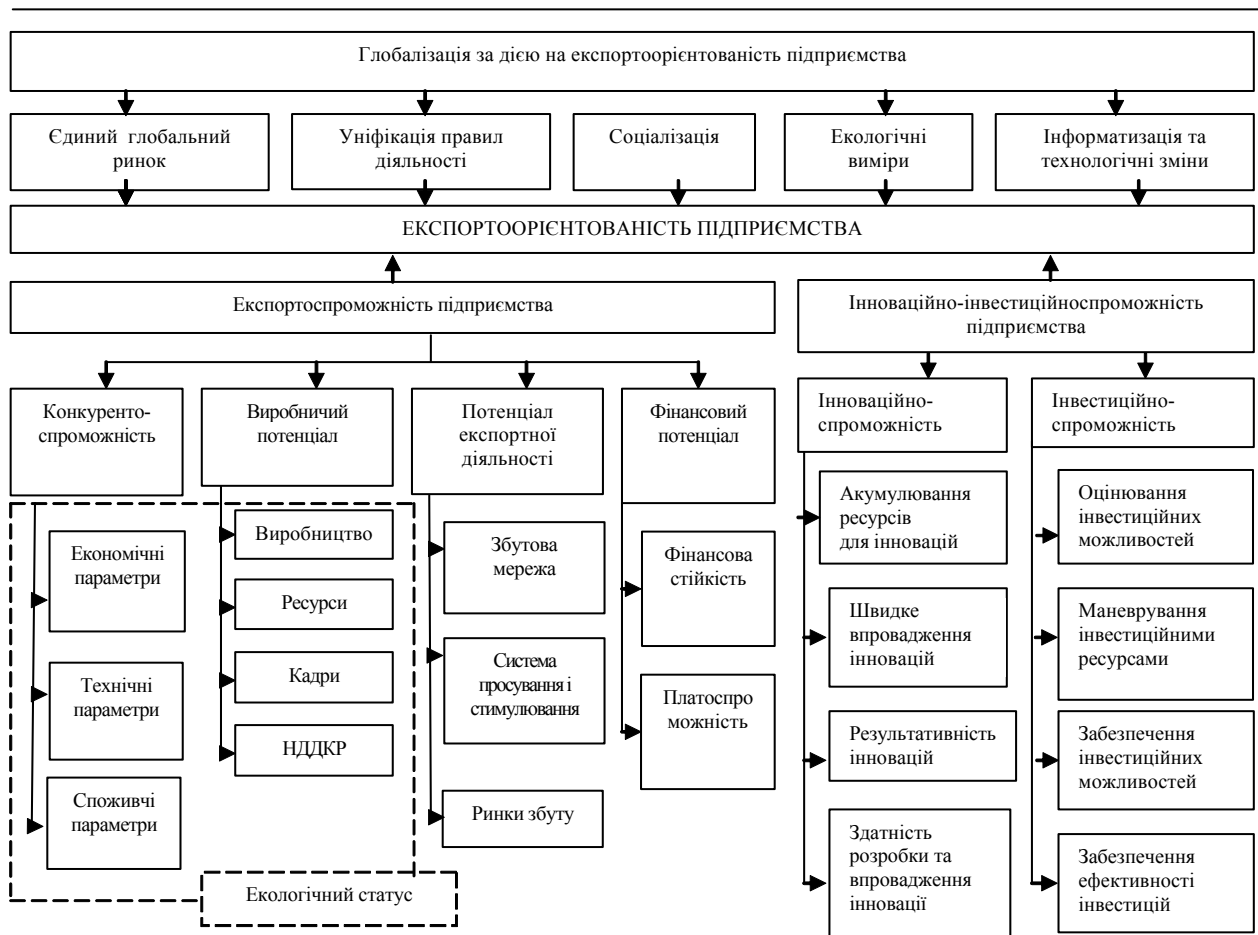 Глобалізація за дією на експортоорієнтованість підприємства
Єдиний глобальний
ринок
Уніфікація правил
діяльності
Соціалізація
Екологічні
виміри
Інформатизація та
технологічні зміни
ЕКСПОРТООРІЄНТОВАНІСТЬ ПІДПРИЄМСТВА
Експортоспроможність підприємства
Інноваційно-інвестиційноспроможність
підприємства
Конкуренто-
спроможність
Виробничий
потенціал
Потенціал
експортної
діяльності
Фінансовий
потенціал
Інноваційно-
спроможність
Інвестиційно-
спроможність
Економічні
параметри
Технічні
параметри
Споживчі
параметри
Виробництво
Ресурси
Кадри
НДДКР
Екологічний статус
Збутова
мережа
Система
просування і
стимулювання
Ринки збуту
Фінансова
стійкість
Платоспро
можність
Акумулювання
ресурсів
для інновацій
Швидке
впровадження
інновацій
Результативність
інновацій
Здатність
розробки та
впровадження
інновації
Оцінювання
інвестиційних
можливостей
Маневрування
інвестиційними
ресурсами
Забезпечення
інвестиційних
можливостей
Забезпечення
ефективності
інвестицій